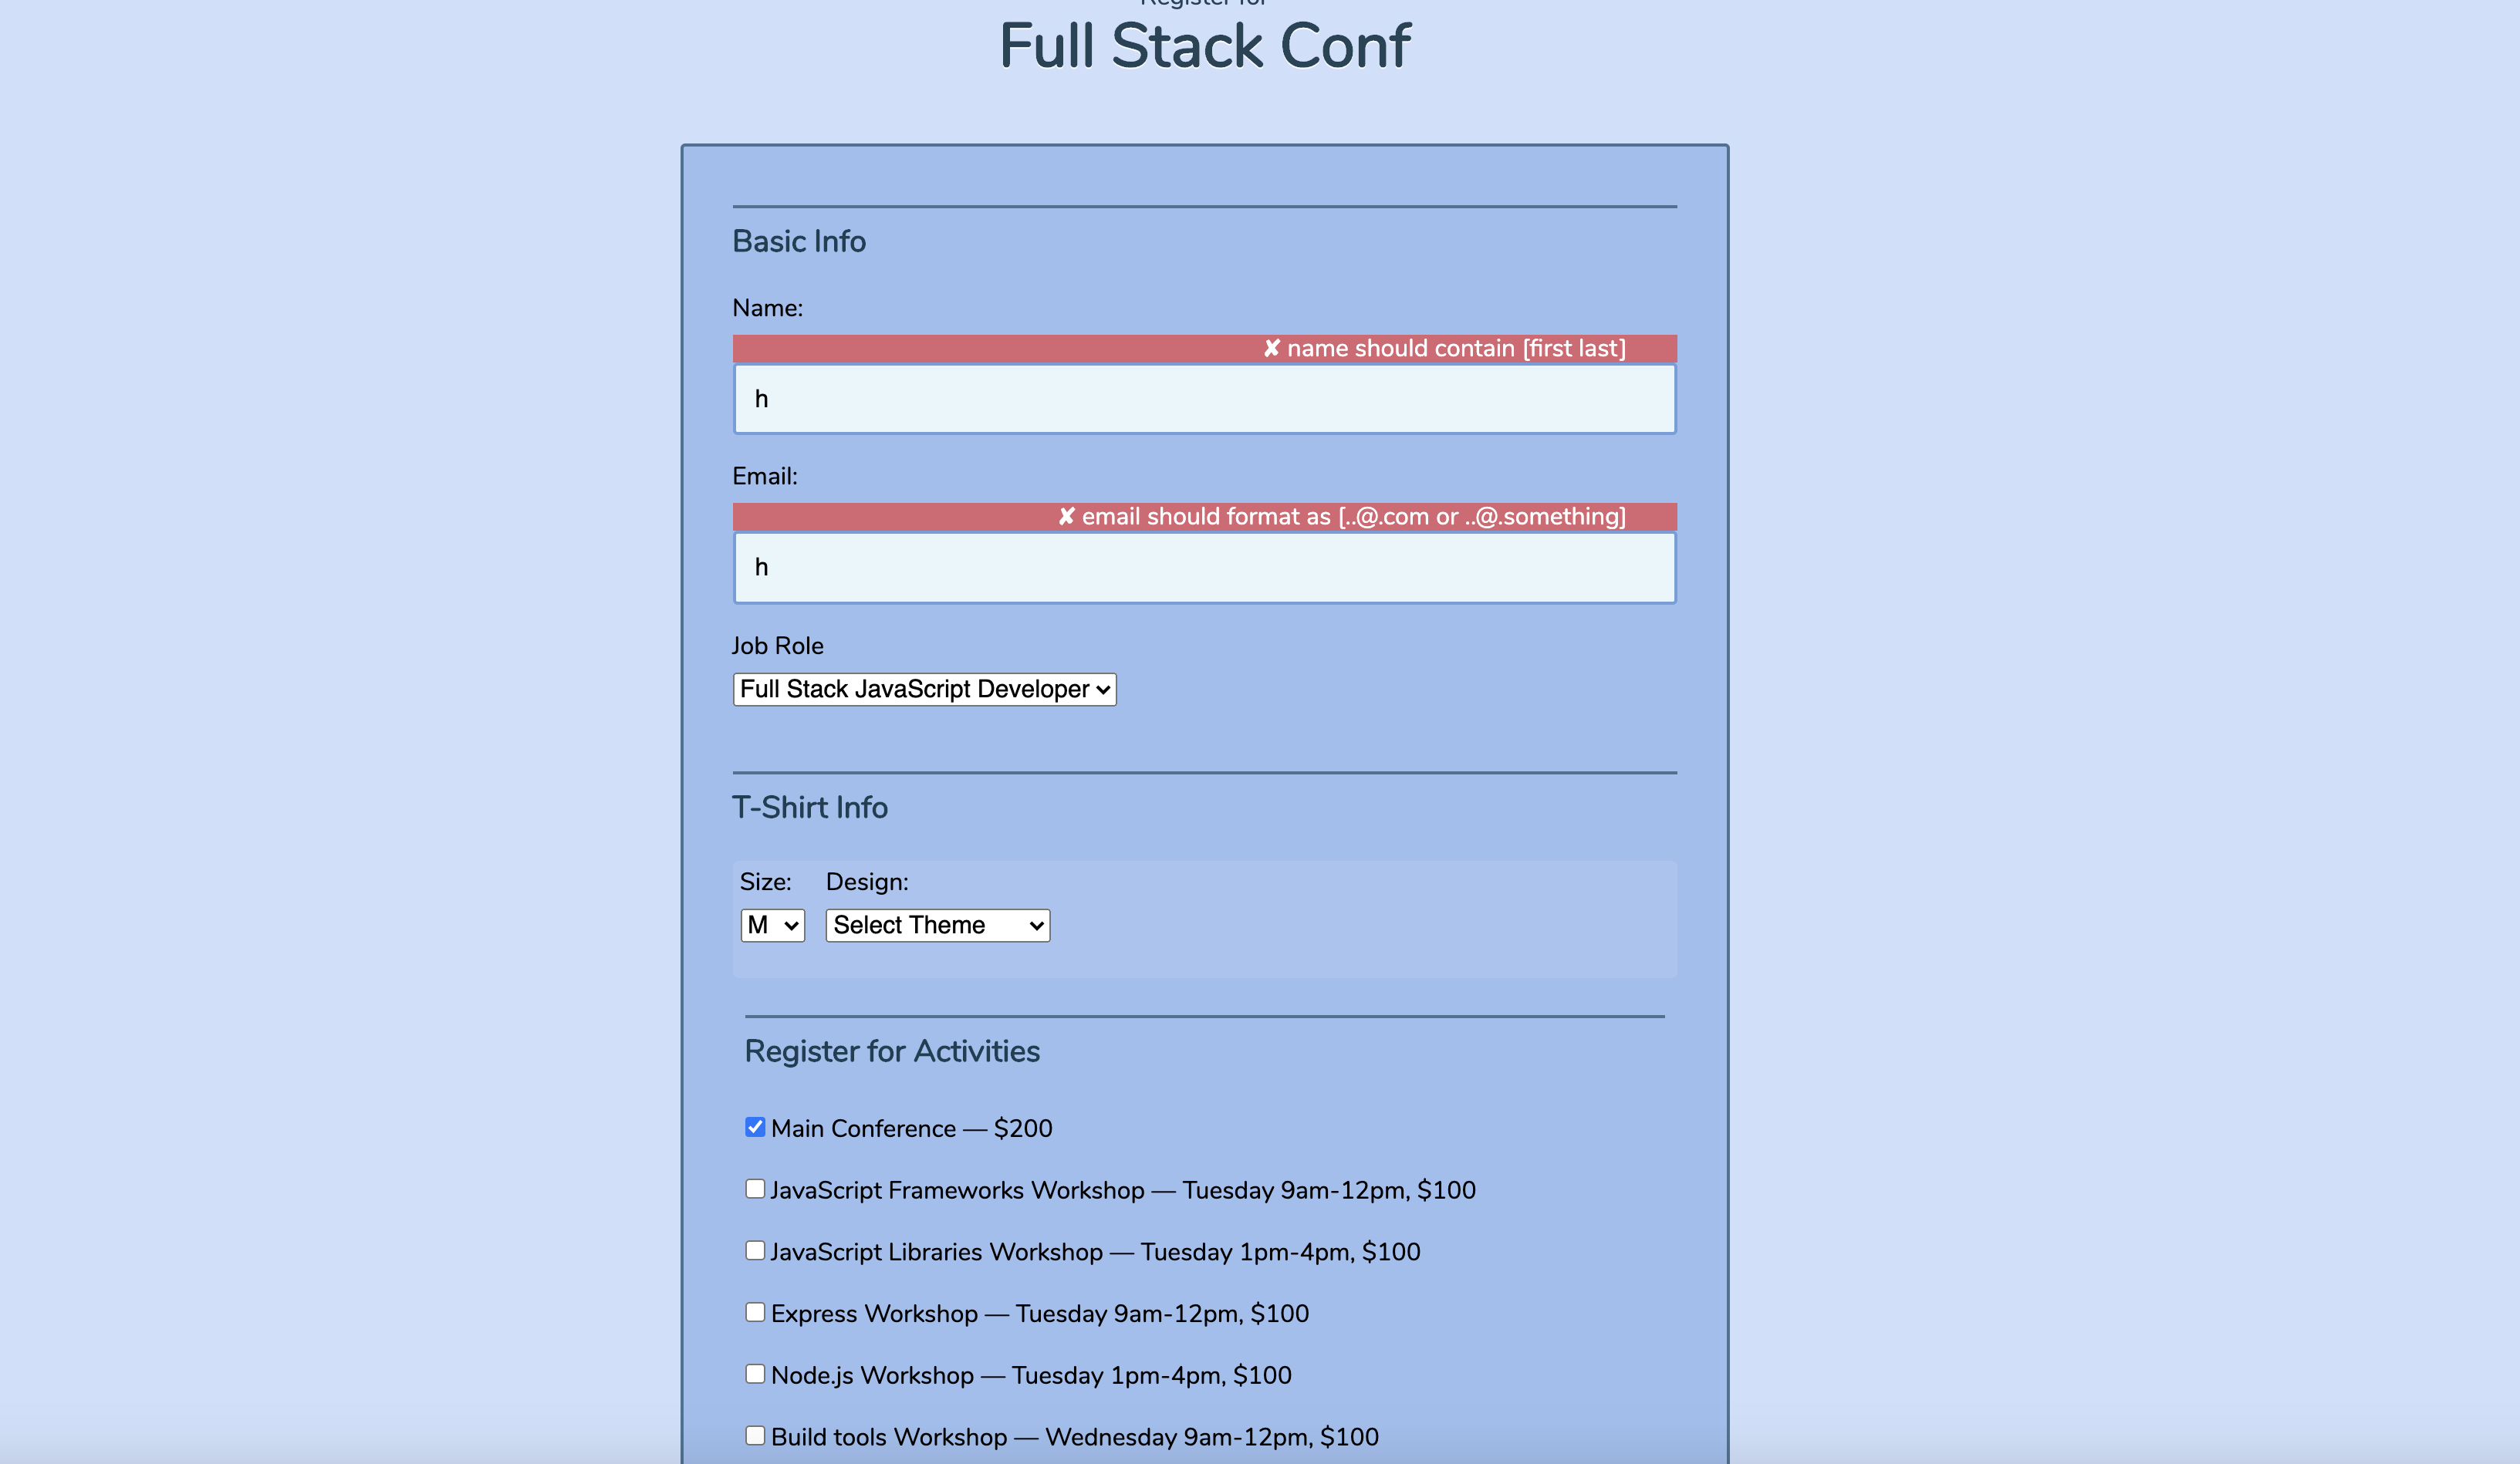 Register for
Full Stack Conf
Basic Info
Name:
✘ name should contain [first last]
h
Email:
✘ email should format as [..@.com or ..@.something]
h
Job Role
Full Stack JavaScript Developer
T-Shirt Info
Size: Design:
M Select Theme
Register for Activities
Main Conference — $200
JavaScript Frameworks Workshop — Tuesday 9am-12pm, $100
JavaScript Libraries Workshop — Tuesday 1pm-4pm, $100
Express Workshop — Tuesday 9am-12pm, $100
Node.js Workshop — Tuesday 1pm-4pm, $100
Build tools Workshop — Wednesday 9am-12pm, $100